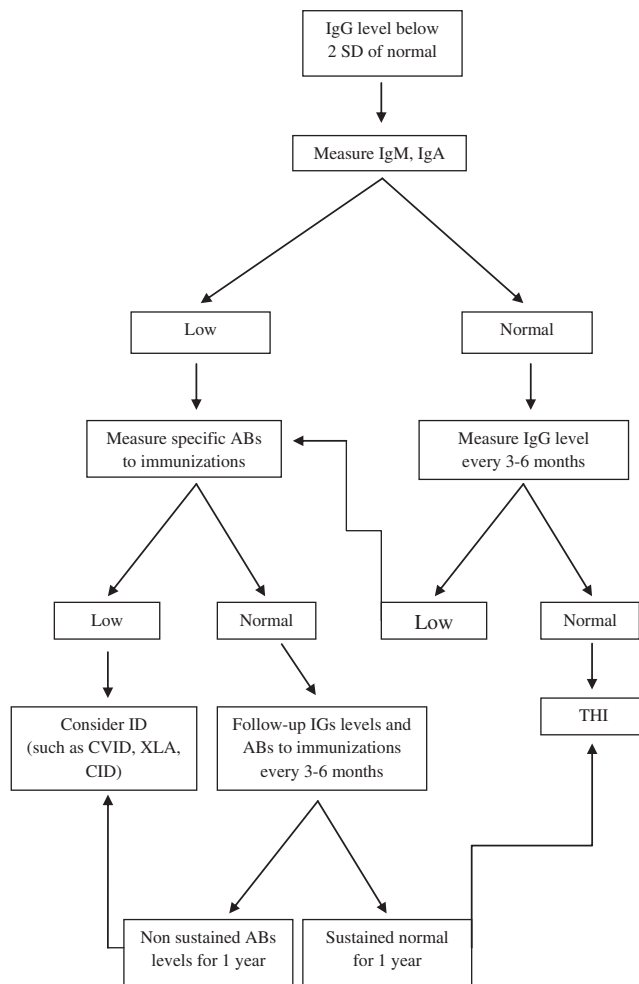 IgG level below
2 SD of normal
Measure IgM, IgA
Low
Normal
Measure specific ABs
to immunizations
Measure IgG level
every 3-6 months
Low
Normal
Low
Normal
Consider ID
(such as CVID, XLA,
CID)
Follow-up IGs levels and
ABs to immunizations
every 3-6 months
THI
Non sustained ABs
levels for 1 year
Sustained normal
for 1 year